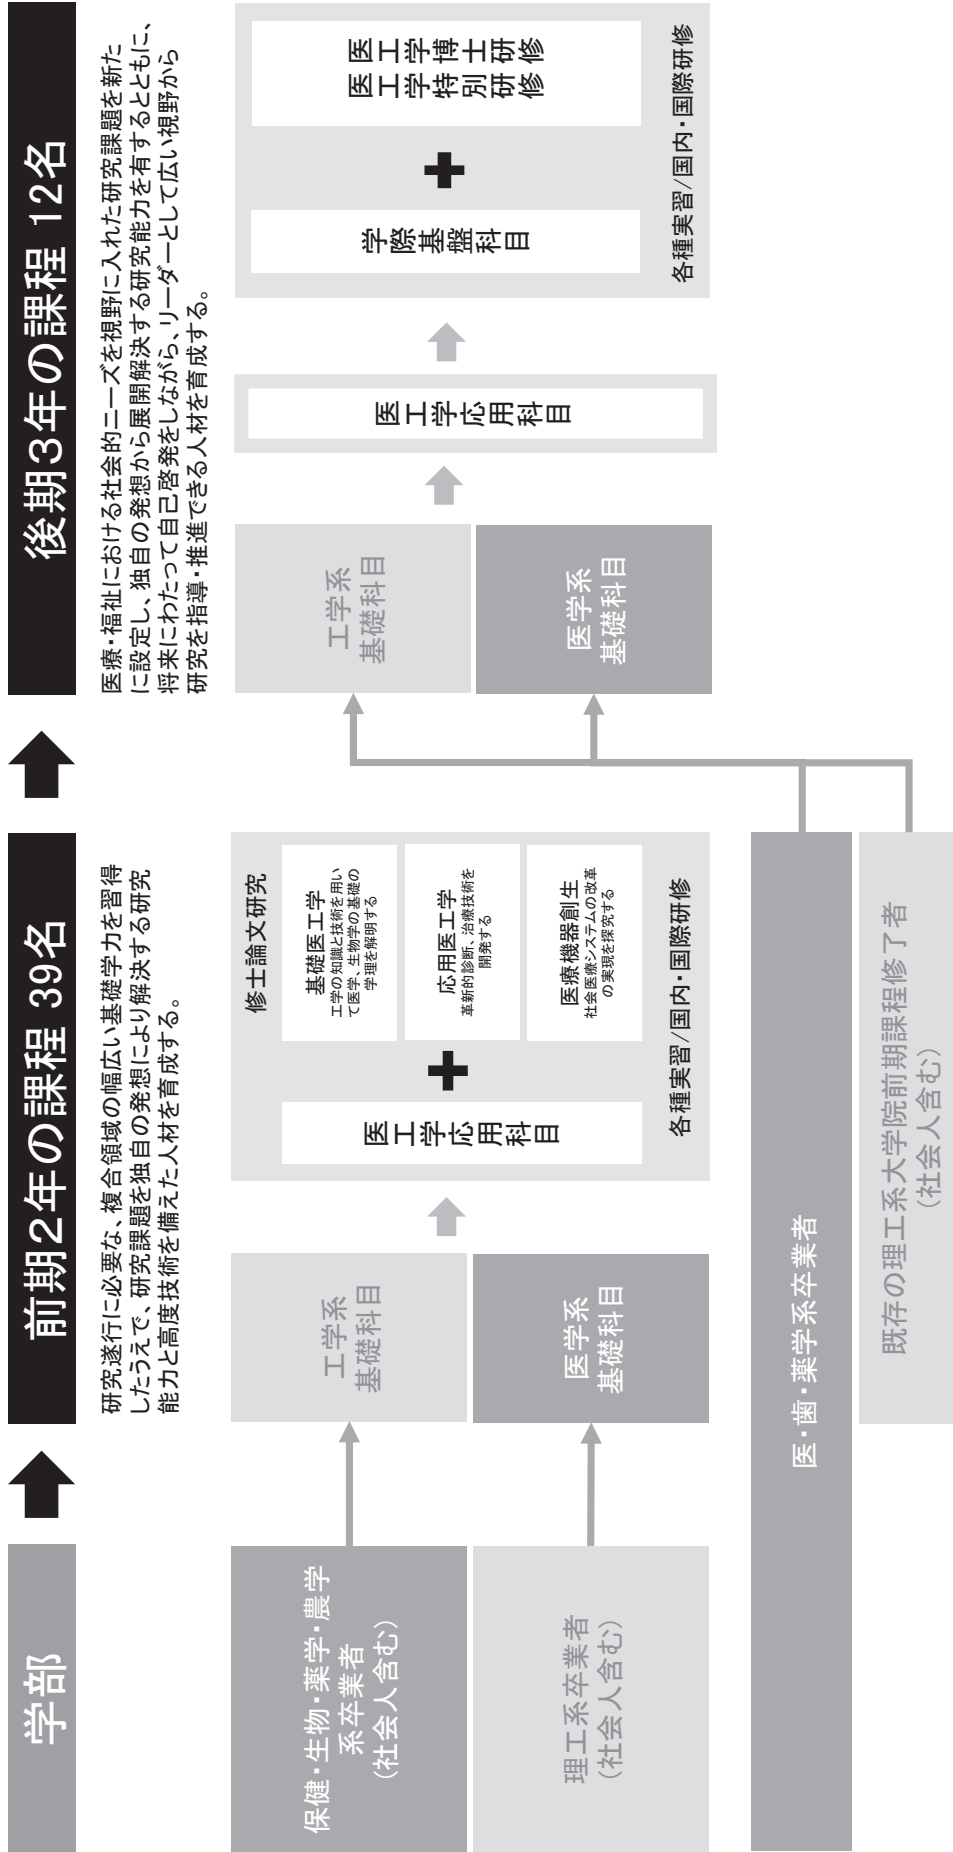 学部
前期2年の課程 39名
後期3年の課程 12名
研究遂行に必要な、複合領域の幅広い基礎学力を習得
したうえで、研究課題を独自の発想により解決する研究
能力と高度技術を備えた人材を育成する。
医療・福祉における社会的ニーズを視野に入れた研究課題を新た
に設定し、独自の発想から展開解決する研究能力を有するとともに、
将来にわたって自己啓発をしながら、リーダーとして広い視野から
研究を指導・推進できる人材を育成する。
保健・生物・薬学・農学
系卒業者
(社会人含む)
理工系卒業者
(社会人含む)
工学系
基礎科目
医学系
基礎科目
医工学応用科目
修士論文研究
基礎医工学
工学の知識と技術を用い
て医学、生物学の基礎の
学理を解明する
応用医工学
革新的診断、治療技術を
開発する
医療機器創生
社会医療システムの改革
の実現を探究する
各種実習/国内・国際研修
工学系
基礎科目
医学系
基礎科目
医工学応用科目
学際基盤科目
医工学博士研修
医工学特別研修
各種実習/国内・国際研修
医・歯・薬学系卒業者
既存の理工系大学院前期課程修了者
(社会人含む)